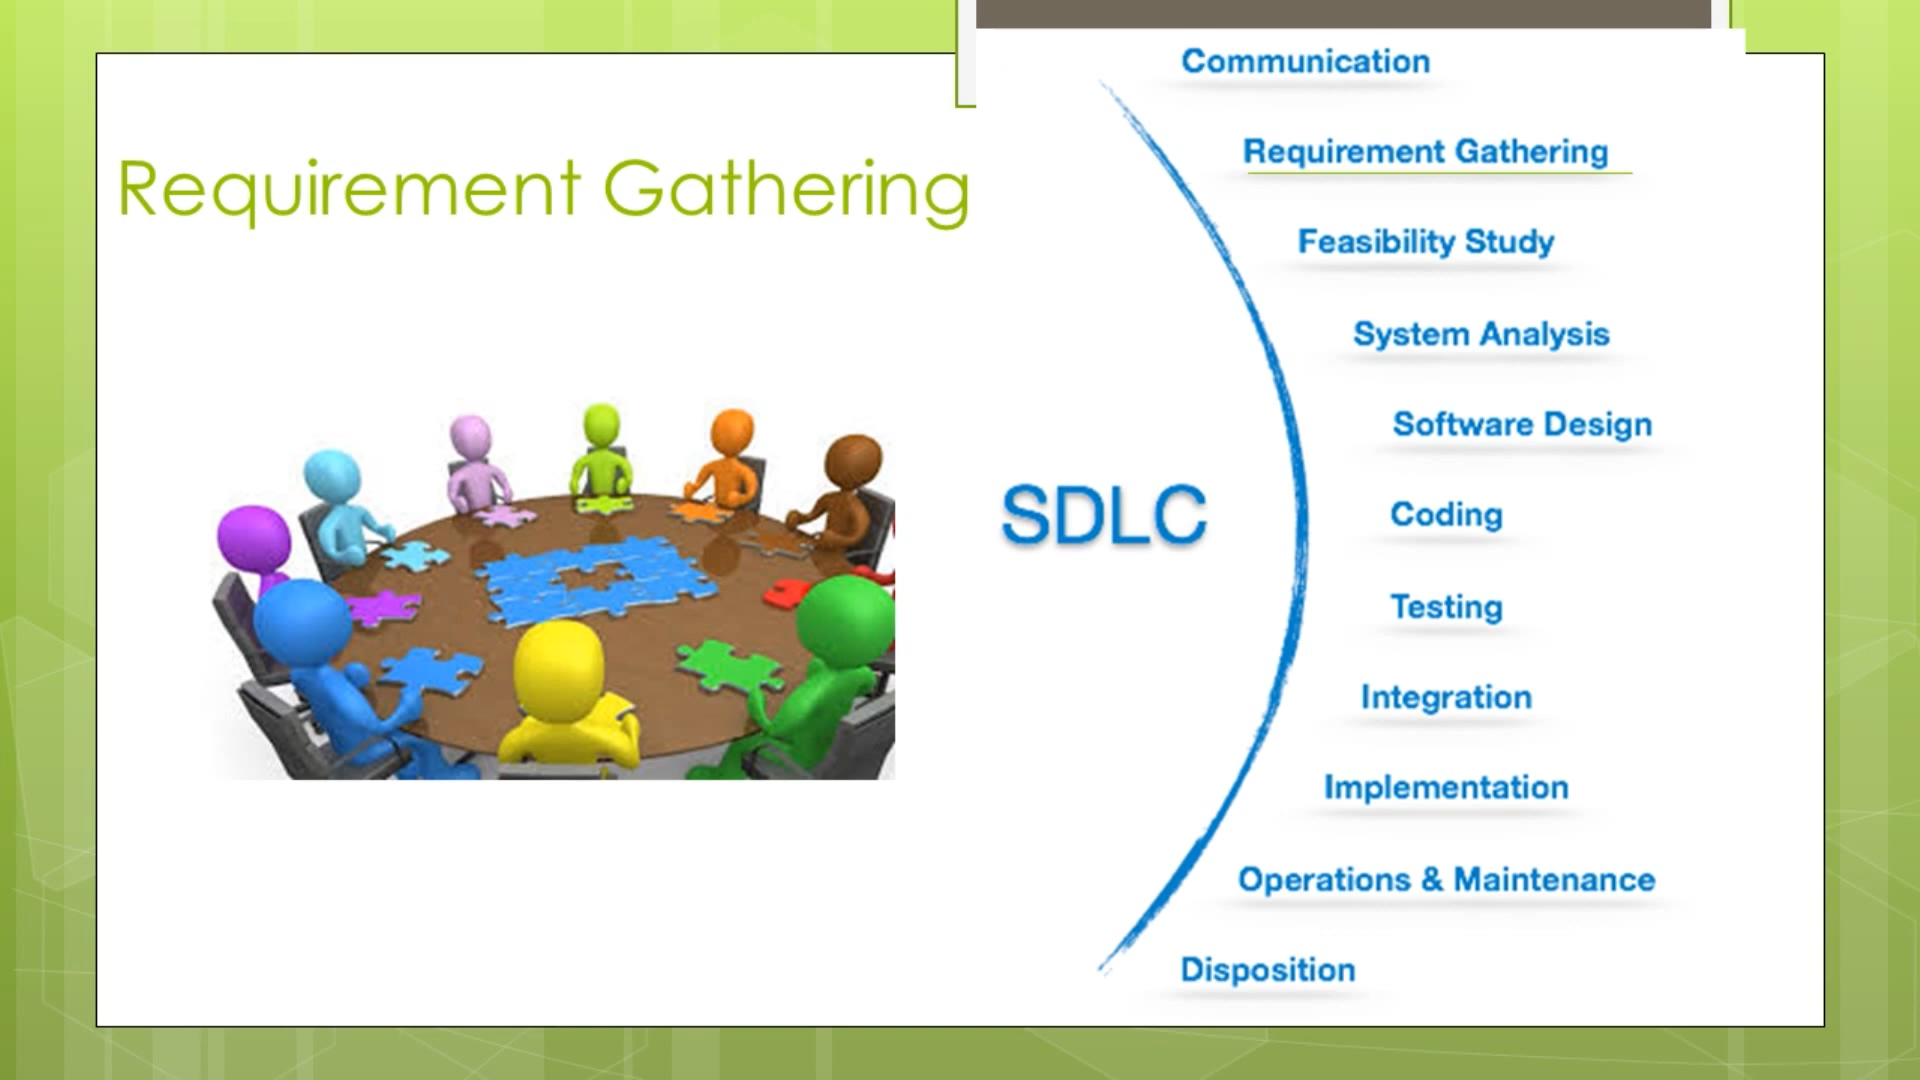 Requirement Gathering
SDLC
Communication
Requirement Gathering
Feasibility Study
System Analysis
Software Design
Coding
Testing
Integration
Implementation
Operations & Maintenance
Disposition